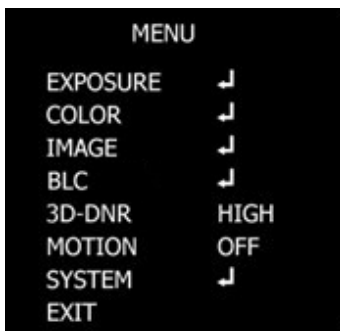 MENU
EXPOSURE ↲
COLOR ↲
IMAGE ↲
BLC ↲
3D-DNR HIGH
MOTION OFF
SYSTEM ↲
EXIT